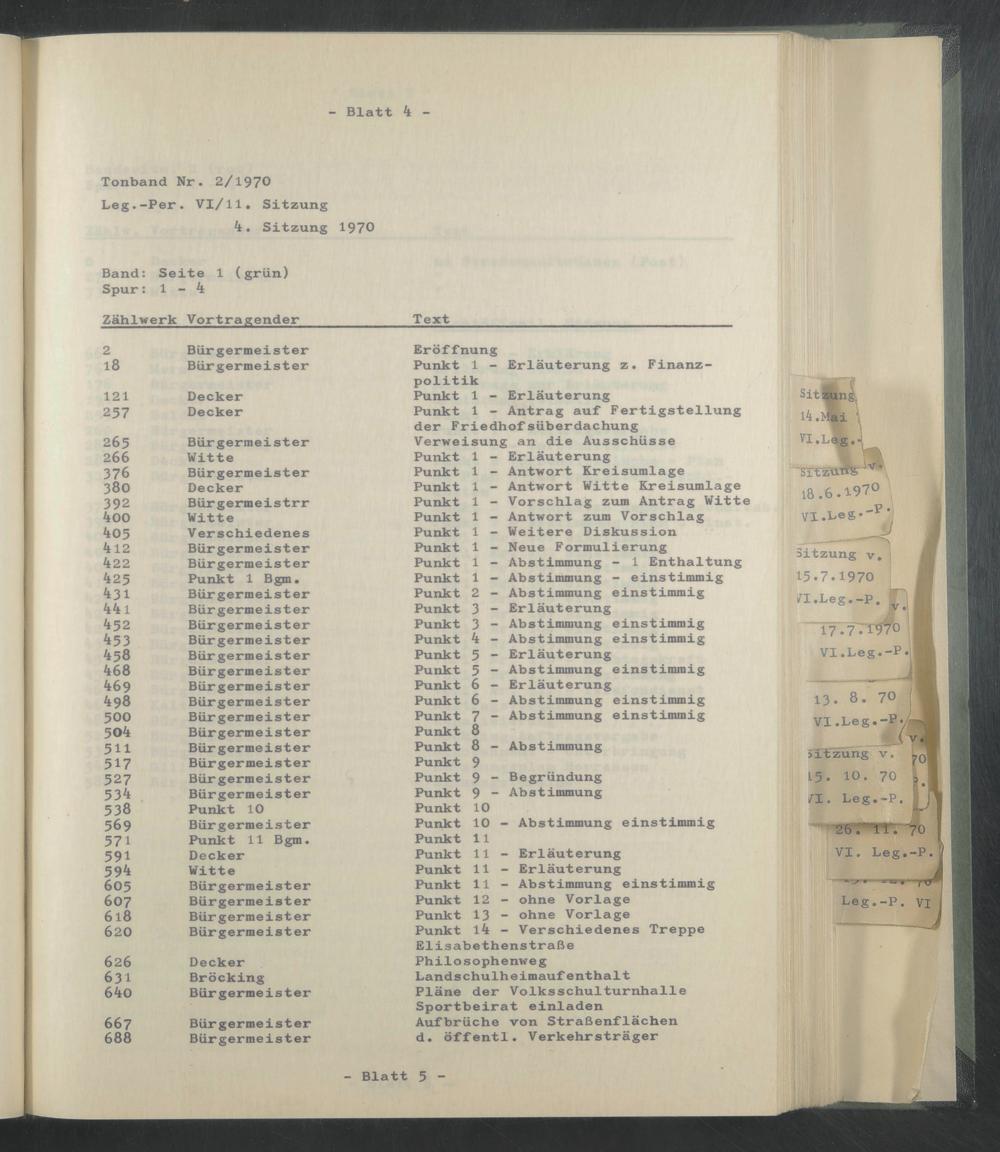 - Blatt 4 -
Tonband Nr. 2/1970
Leg.-Per. VI/11. Sitzung
4. Sitzung 1970
Band: Seite 1 (grün)
Spur: 1 - 4
Zählwerk Vortragender Text
2 Bürgermeister Eröffnung
18 Bürgermeister Punkt 1 - Erläuterung z. Finanz-
politik
121 Decker Punkt 1 - Erläuterung
257 Decker Punkt 1 - Antrag auf Fertigstellung
der Friedhofsüberdachung
265 Bürgermeister Verweisung an die Ausschüsse
266 Witte Punkt 1 - Erläuterung
376 Bürgermeister Punkt 1 - Antwort Kreisumlage
380 Decker Punkt 1 - Antwort Witte Kreisumlage
392 Bürgermeistrr Punkt 1 - Vorschlag zum Antrag Witte
400 Witte Punkt 1 - Antwort zum Vorschlag
405 Verschiedenes Punkt 1 - Weitere Diskussion
412 Bürgermeister Punkt 1 - Neue Formulierung
422 Bürgermeister Punkt 1 - Abstimmung - 1 Enthaltung
425 Punkt 1 Bgm. Punkt 1 - Abstimmung - einstimmig
431 Bürgermeister Punkt 2 - Abstimmung einstimmig
441 Bürgermeister Punkt 3 - Erläuterung
452 Bürgermeister Punkt 3 - Abstimmung einstimmig
453 Bürgermeister Punkt 4 - Abstimmung einstimmig
458 Bürgermeister Punkt 5 - Erläuterung
468 Bürgermeister Punkt 5 - Abstimmung einstimmig
469 Bürgermeister Punkt 6 - Erläuterung
498 Bürgermeister Punkt 6 - Abstimmung einstimmig
500 Bürgermeister Punkt 7 - Abstimmung einstimmig
504 Bürgermeister Punkt 8
511 Bürgermeister Punkt 8 - Abstimmung
517 Bürgermeister Punkt 9
527 Bürgermeister Punkt 9 - Begründung
534 Bürgermeister Punkt 9 - Abstimmung
538 Punkt 10 Punkt 10
569 Bürgermeister Punkt 10 - Abstimmung einstimmig
571 Punkt 11 Bgm. Punkt 11
591 Decker Punkt 11 - Erläuterung
594 Witte Punkt 11 - Erläuterung
605 Bürgermeister Punkt 11 - Abstimmung einstimmig
607 Bürgermeister Punkt 12 - ohne Vorlage
618 Bürgermeister Punkt 13 - ohne Vorlage
620 Bürgermeister Punkt 14 - Verschiedenes Treppe
Elisabethenstraße
626 Decker Philosophenweg
631 Bröcking Landschulheimaufenthalt
640 Bürgermeister Pläne der Volksschulturnhalle
Sportbeirat einladen
667 Bürgermeister Aufbrüche von Straßenflächen
688 Bürgermeister d. öffentl. Verkehrsträger
- Blatt 5 -
Sitzung
14.Mai
VI.Leg.-
Sitzung v.
18.6.1970
VI.Leg.-P.
Sitzung v.
15.7.1970
VI.Leg.-P.
v.
17.7.1970
VI.Leg.-P.
13. 8. 70
VI.Leg.-P.
v.
70
Sitzung v.
15. 10. 70
VI. Leg.-P.
26. 11. 70
VI. Leg.-P.
Leg.-P. VI